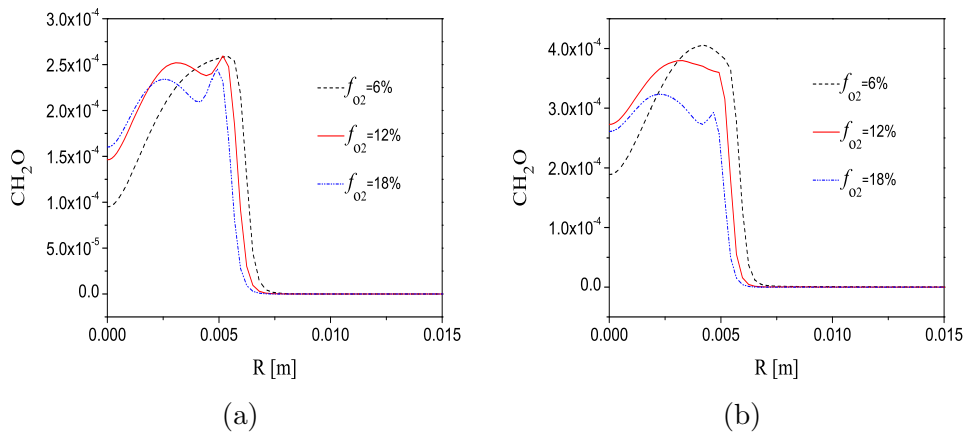 3.0x10⁻⁴
2.5x10⁻⁴
2.0x10⁻⁴
1.5x10⁻⁴
1.0x10⁻⁴
5.0x10⁻⁵
0.0
CH₂O
f_O2=6%
f_O2=12%
f_O2=18%
0.000 0.005 0.010 0.015
R [m]
(a)
4.0x10⁻⁴
3.0x10⁻⁴
2.0x10⁻⁴
1.0x10⁻⁴
0.0
CH₂O
f_O2=6%
f_O2=12%
f_O2=18%
0.000 0.005 0.010 0.015
R [m]
(b)